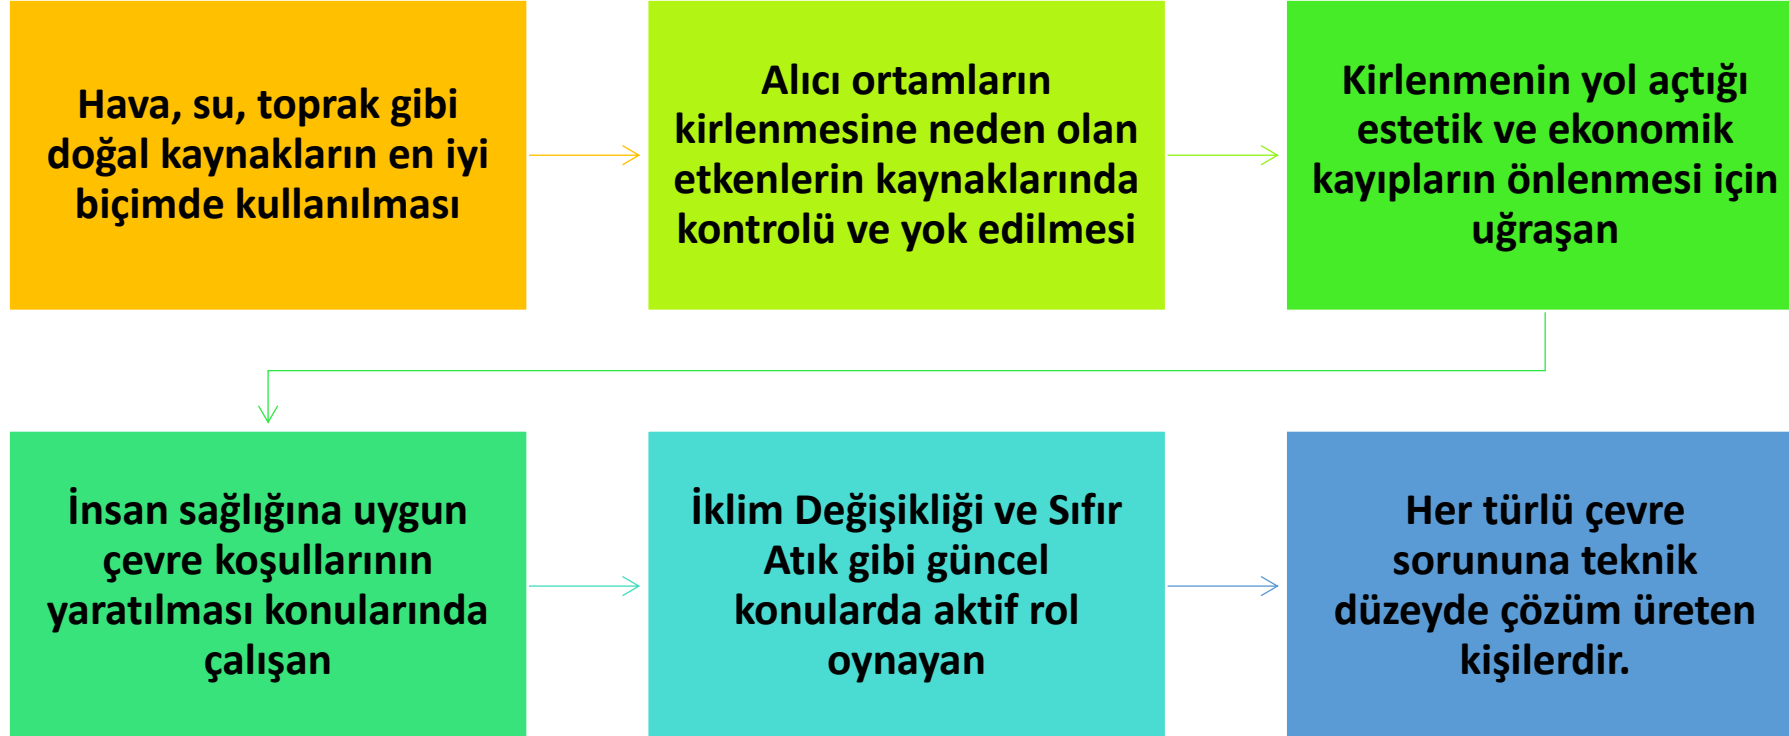 Hava, su, toprak gibi
doğal kaynakların en iyi
biçimde kullanılması
Alıcı ortamların
kirlenmesine neden olan
etkenlerin kaynaklarında
kontrolü ve yok edilmesi
Kirlenmenin yol açtığı
estetik ve ekonomik
kayıpların önlenmesi için
uğraşan
İnsan sağlığına uygun
çevre koşullarının
yaratılması konularında
çalışan
İklim Değişikliği ve Sıfır
Atık gibi güncel
konularda aktif rol
oynayan
Her türlü çevre
sorununa teknik
düzeyde çözüm üreten
kişilerdir.